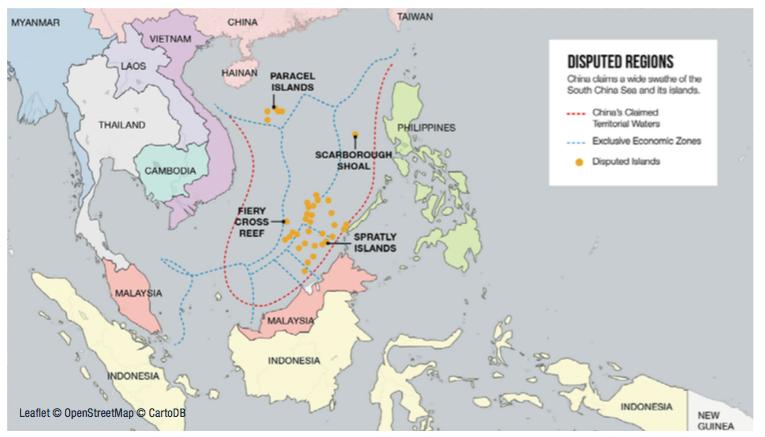 MYANMAR
CHINA
TAIWAN
VIETNAM
LAOS
HAINAN
PARACEL
ISLANDS
THAILAND
PHILIPPINES
SCARBOROUGH
SHOAL
CAMBODIA
FIERY
CROSS
REEF
SPRATLY
ISLANDS
MALAYSIA
MALAYSIA
INDONESIA
INDONESIA
INDONESIA
NEW
GUINEA
DISPUTED REGIONS
China claims a wide swathe of the
South China Sea and its islands.
China's Claimed
Territorial Waters
Exclusive Economic Zones
Disputed Islands
Leaflet © OpenStreetMap © CartoDB